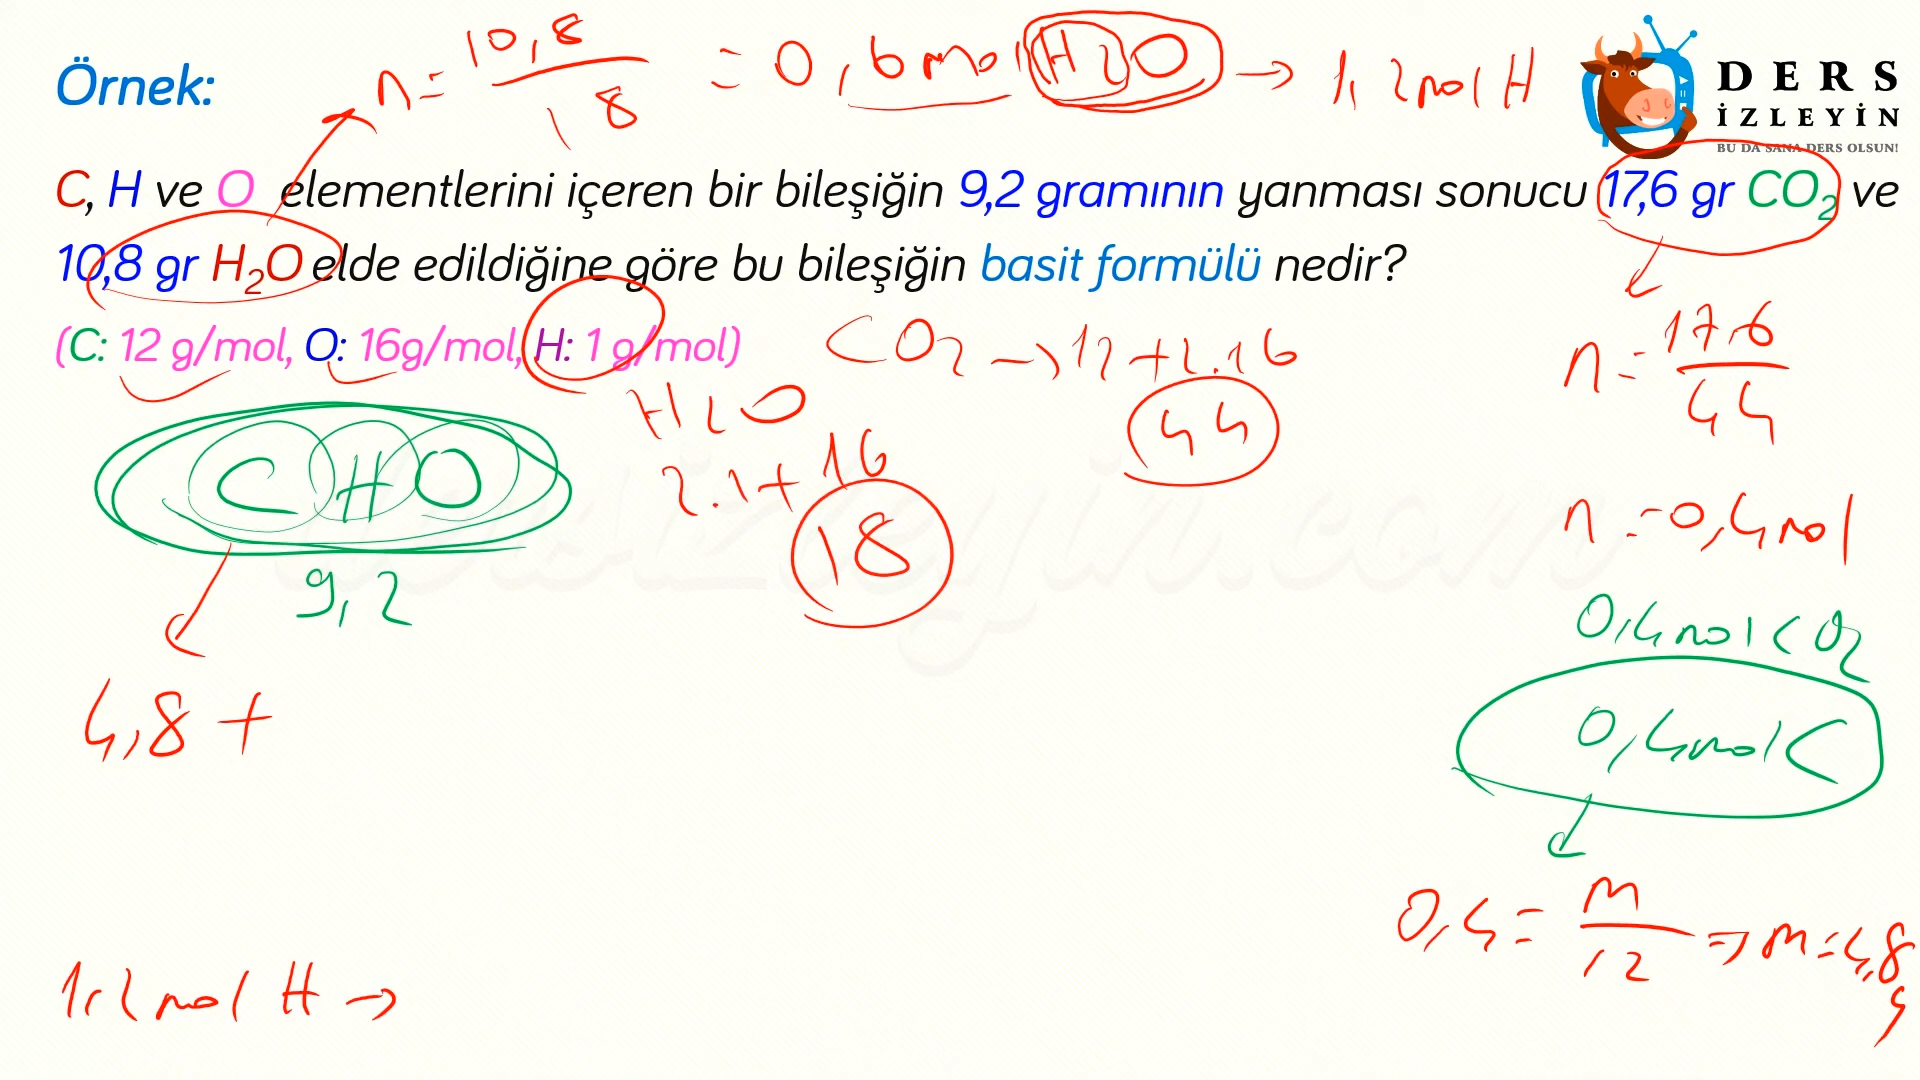 n = 10,8 / 18 = 0,6 mol H2O → 1,2 mol H
Örnek:
DERS
İZLEYİN
BU DA SANA DERS OLSUN!
C, H ve O elementlerini içeren bir bileşiğin 9,2 gramının yanması sonucu 17,6 gr CO2 ve
10,8 gr H2O elde edildiğine göre bu bileşiğin basit formülü nedir?
(C: 12 g/mol, O: 16g/mol, H: 1 g/mol)
CO2 → 12 + 2.16
44
n = 17,6 / 44
H2O
2.1 + 16
18
C H O
9,2
n = 0,4 mol
0,4 mol CO2
4,8 +
0,4 mol C
0,4 = m / 12 ⇒ m = 4,8 g
1,2 mol H →